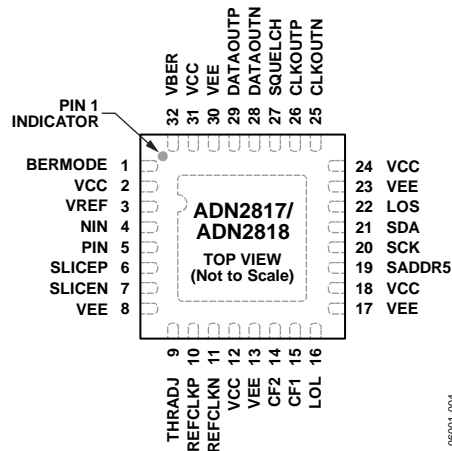 32 VBER
31 VCC
30 VEE
29 DATAOUTP
28 DATAOUTN
27 SQUELCH
26 CLKOUTP
25 CLKOUTN
PIN 1
INDICATOR
BERMODE 1
VCC 2
VREF 3
NIN 4
PIN 5
SLICEP 6
SLICEN 7
VEE 8
ADN2817/
ADN2818
TOP VIEW
(Not to Scale)
24 VCC
23 VEE
22 LOS
21 SDA
20 SCK
19 SADDR5
18 VCC
17 VEE
THRADJ 9
REFCLKP 10
REFCLKN 11
VCC 12
VEE 13
CF2 14
CF1 15
LOL 16
06001-004